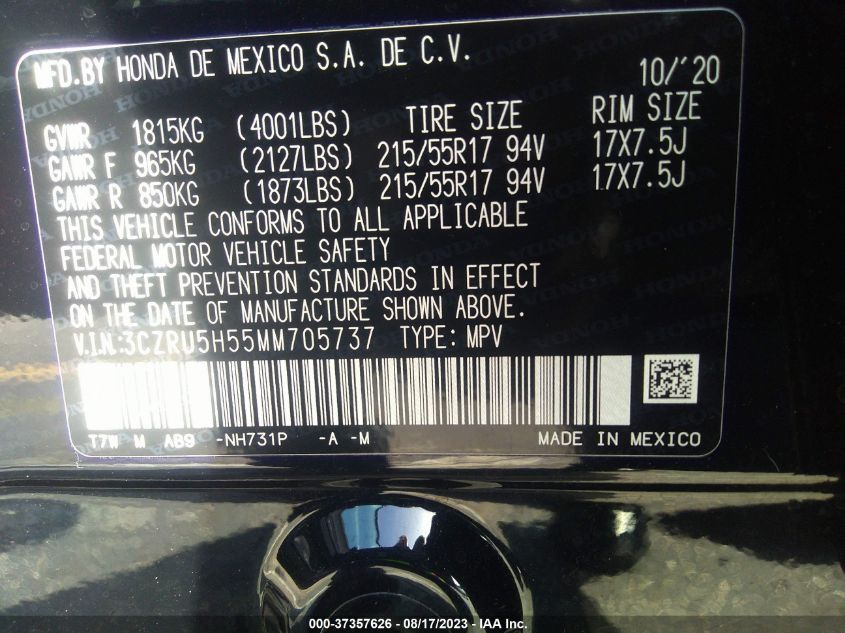 MFD.BY HONDA DE MEXICO S.A. DE C.V. 10/'20
GVWR 1815KG (4001LBS) TIRE SIZE RIM SIZE
GAWR F 965KG (2127LBS) 215/55R17 94V 17X7.5J
GAWR R 850KG (1873LBS) 215/55R17 94V 17X7.5J
THIS VEHICLE CONFORMS TO ALL APPLICABLE
FEDERAL MOTOR VEHICLE SAFETY
AND THEFT PREVENTION STANDARDS IN EFFECT
ON THE DATE OF MANUFACTURE SHOWN ABOVE.
V.I.N:3CZRU5H55MM705737 TYPE:MPV
T7W M AB9 -NH731P -A -M MADE IN MEXICO
000-37357626 - 08/17/2023 - IAA Inc.